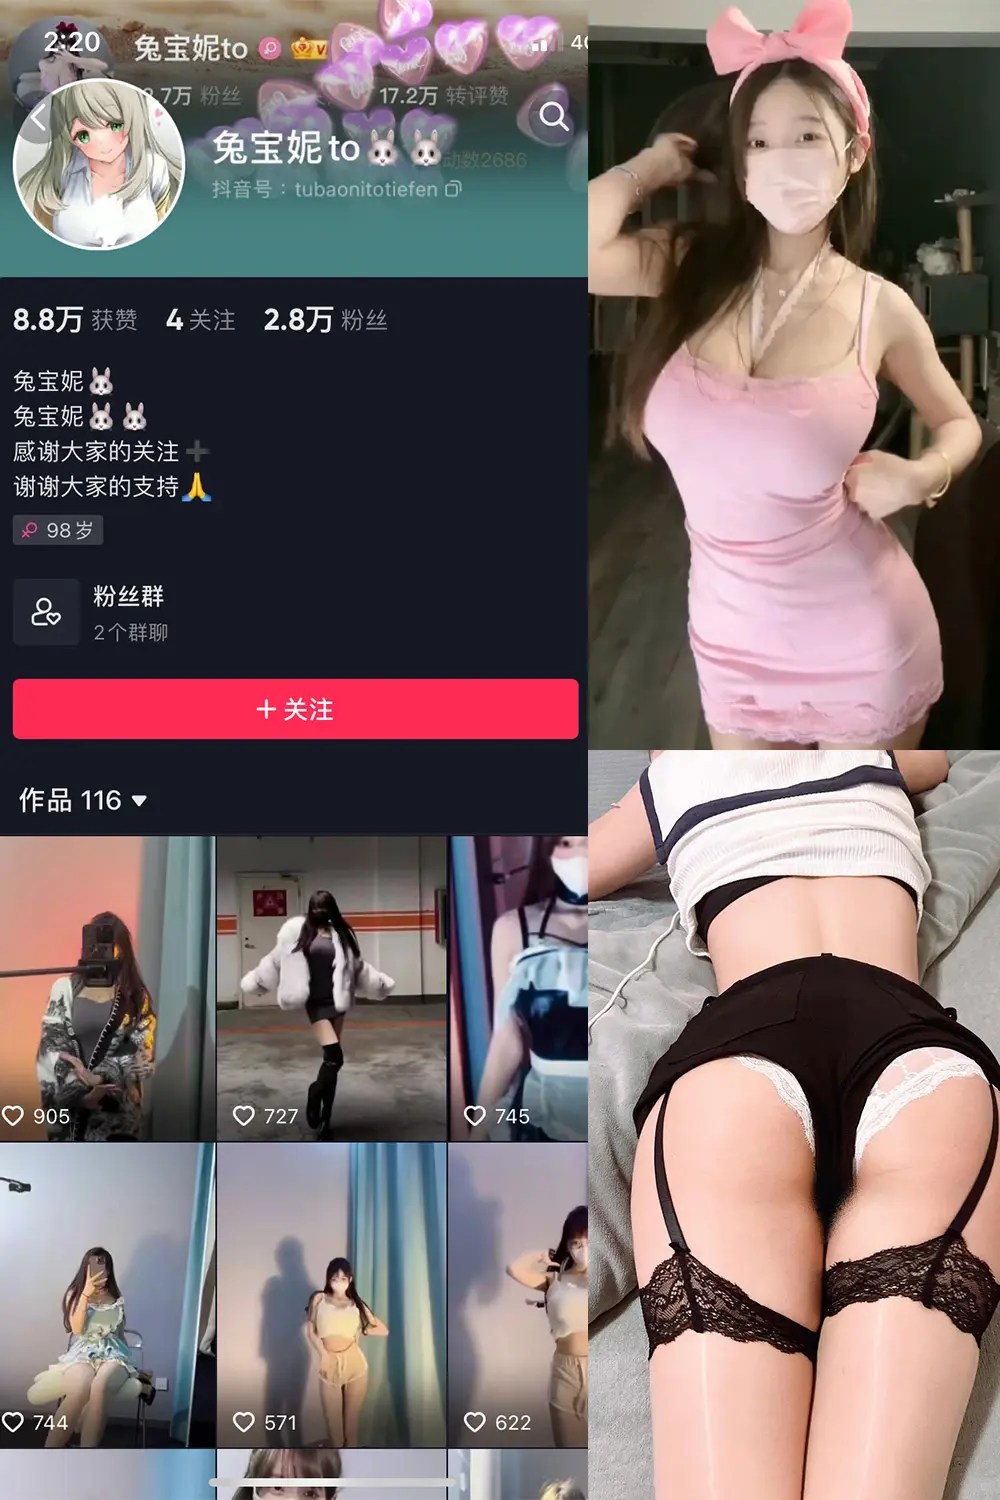 2:20
兔宝妮to
.7万 粉丝
17.2万 转评赞
兔宝妮to🐰🐰
动数2686
抖音号：tubaonitotiefen
8.8万 获赞 4 关注 2.8万 粉丝
兔宝妮🐰
兔宝妮🐰🐰
感谢大家的关注➕
谢谢大家的支持🙏
98岁
粉丝群
2个群聊
+ 关注
作品 116
905
727
745
744
571
622